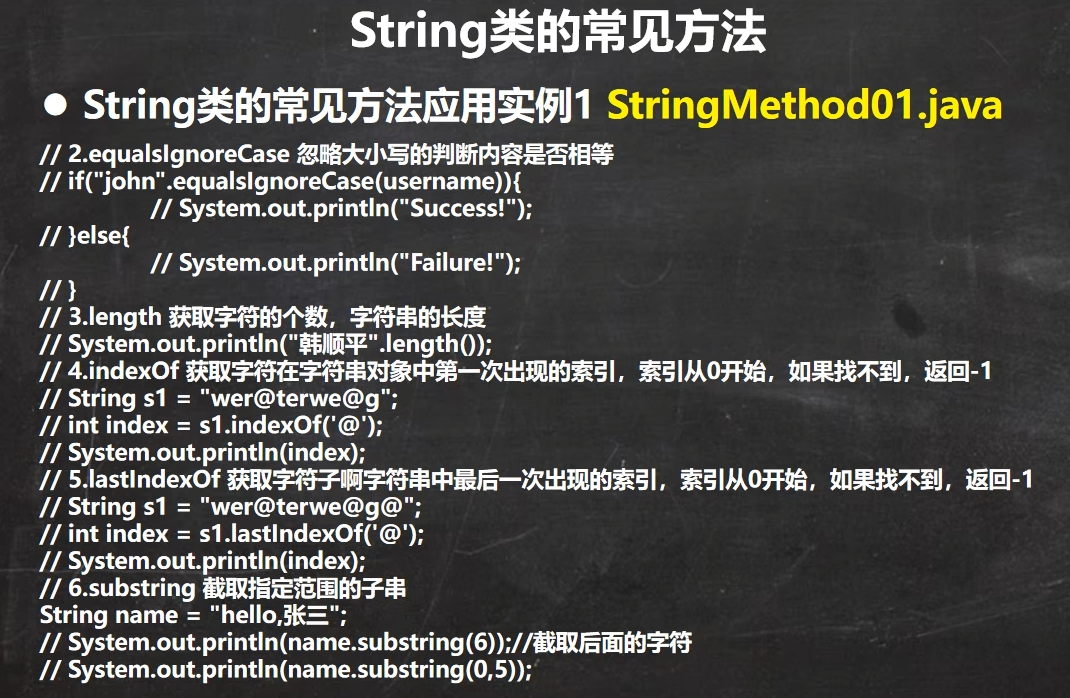 String类的常见方法
● String类的常见方法应用实例1 StringMethod01.java
// 2.equalsIgnoreCase 忽略大小写的判断内容是否相等
// if("john".equalsIgnoreCase(username)){
// System.out.println("Success!");
// }else{
// System.out.println("Failure!");
// }
// 3.length 获取字符的个数，字符串的长度
// System.out.println("韩顺平".length());
// 4.indexOf 获取字符在字符串对象中第一次出现的索引，索引从0开始，如果找不到，返回-1
// String s1 = "wer@terwe@g";
// int index = s1.indexOf('@');
// System.out.println(index);
// 5.lastIndexOf 获取字符子啊字符串中最后一次出现的索引，索引从0开始，如果找不到，返回-1
// String s1 = "wer@terwe@g@";
// int index = s1.lastIndexOf('@');
// System.out.println(index);
// 6.substring 截取指定范围的子串
String name = "hello,张三";
// System.out.println(name.substring(6));//截取后面的字符
// System.out.println(name.substring(0,5));